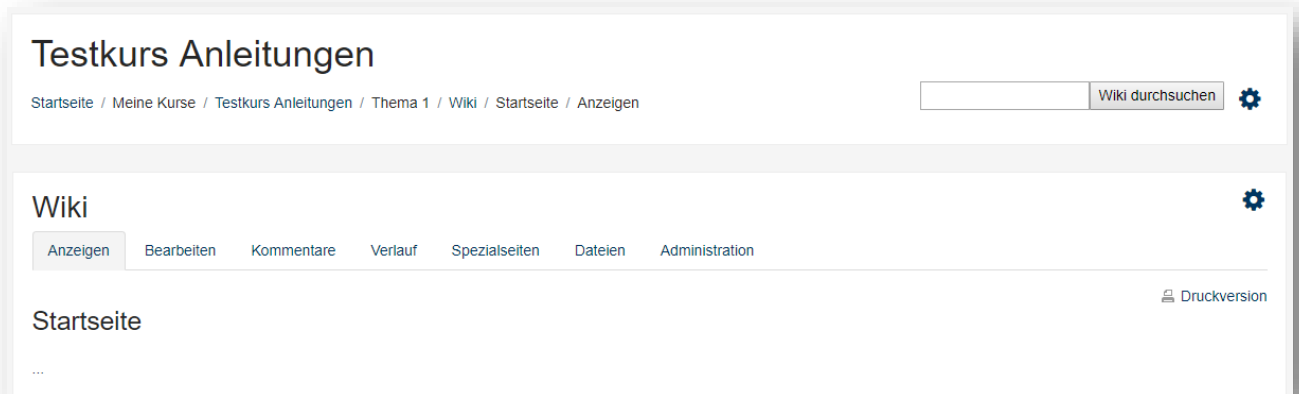 Testkurs Anleitungen
Startseite / Meine Kurse / Testkurs Anleitungen / Thema 1 / Wiki / Startseite / Anzeigen
Wiki durchsuchen
Wiki
Anzeigen Bearbeiten Kommentare Verlauf Spezialseiten Dateien Administration
Druckversion
Startseite
...